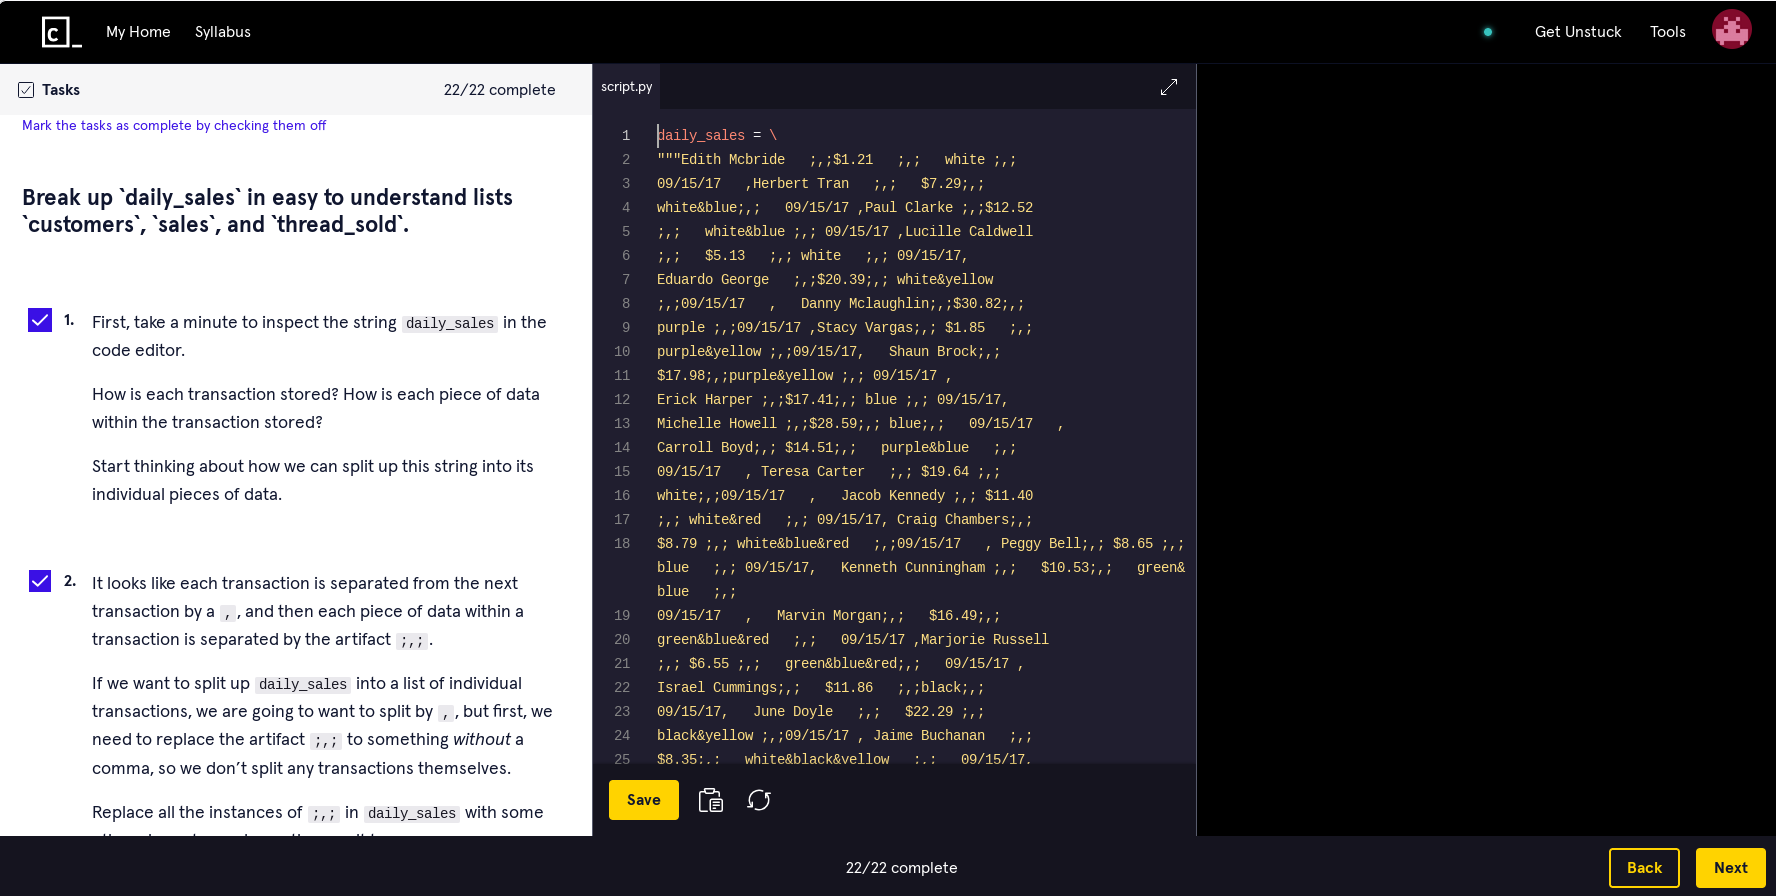 My Home
Syllabus
Get Unstuck
Tools
Tasks
22/22 complete
Mark the tasks as complete by checking them off
Break up `daily_sales` in easy to understand lists
`customers`, `sales`, and `thread_sold`.
1. First, take a minute to inspect the string daily_sales in the
code editor.
How is each transaction stored? How is each piece of data
within the transaction stored?
Start thinking about how we can split up this string into its
individual pieces of data.
2. It looks like each transaction is separated from the next
transaction by a , , and then each piece of data within a
transaction is separated by the artifact ;,; .
If we want to split up daily_sales into a list of individual
transactions, we are going to want to split by , , but first, we
need to replace the artifact ;,; to something without a
comma, so we don’t split any transactions themselves.
Replace all the instances of ;,; in daily_sales with some
script.py
1 daily_sales = \
2 """Edith Mcbride   ;,;$1.21   ;,;   white ;,;
3 09/15/17   ,Herbert Tran   ;,;   $7.29;,;
4 white&blue;,;   09/15/17 ,Paul Clarke ;,;$12.52
5 ;,;   white&blue ;,; 09/15/17 ,Lucille Caldwell
6 ;,;   $5.13   ;,; white   ;,; 09/15/17,
7 Eduardo George   ;,;$20.39;,; white&yellow
8 ;,;09/15/17   ,   Danny Mclaughlin;,;$30.82;,;
9 purple ;,;09/15/17 ,Stacy Vargas;,; $1.85   ;,;
10 purple&yellow ;,;09/15/17,   Shaun Brock;,;
11 $17.98;,;purple&yellow ;,; 09/15/17 ,
12 Erick Harper ;,;$17.41;,; blue ;,; 09/15/17,
13 Michelle Howell ;,;$28.59;,; blue;,;   09/15/17   ,
14 Carroll Boyd;,; $14.51;,;   purple&blue   ;,;
15 09/15/17   , Teresa Carter   ;,; $19.64 ;,;
16 white;,;09/15/17   ,   Jacob Kennedy ;,; $11.40
17 ;,; white&red   ;,; 09/15/17, Craig Chambers;,;
18 $8.79 ;,; white&blue&red   ;,;09/15/17   , Peggy Bell;,; $8.65 ;,;
blue   ;,; 09/15/17,   Kenneth Cunningham ;,;   $10.53;,;   green&
blue   ;,;
19 09/15/17   ,   Marvin Morgan;,;   $16.49;,;
20 green&blue&red   ;,;   09/15/17 ,Marjorie Russell
21 ;,; $6.55 ;,;   green&blue&red;,;   09/15/17 ,
22 Israel Cummings;,;   $11.86   ;,;black;,;
23 09/15/17,   June Doyle   ;,;   $22.29 ;,;
24 black&yellow ;,;09/15/17 , Jaime Buchanan   ;,;
25 $8.35;,;   white&black&yellow   ;,;   09/15/17,
Save
22/22 complete
Back
Next